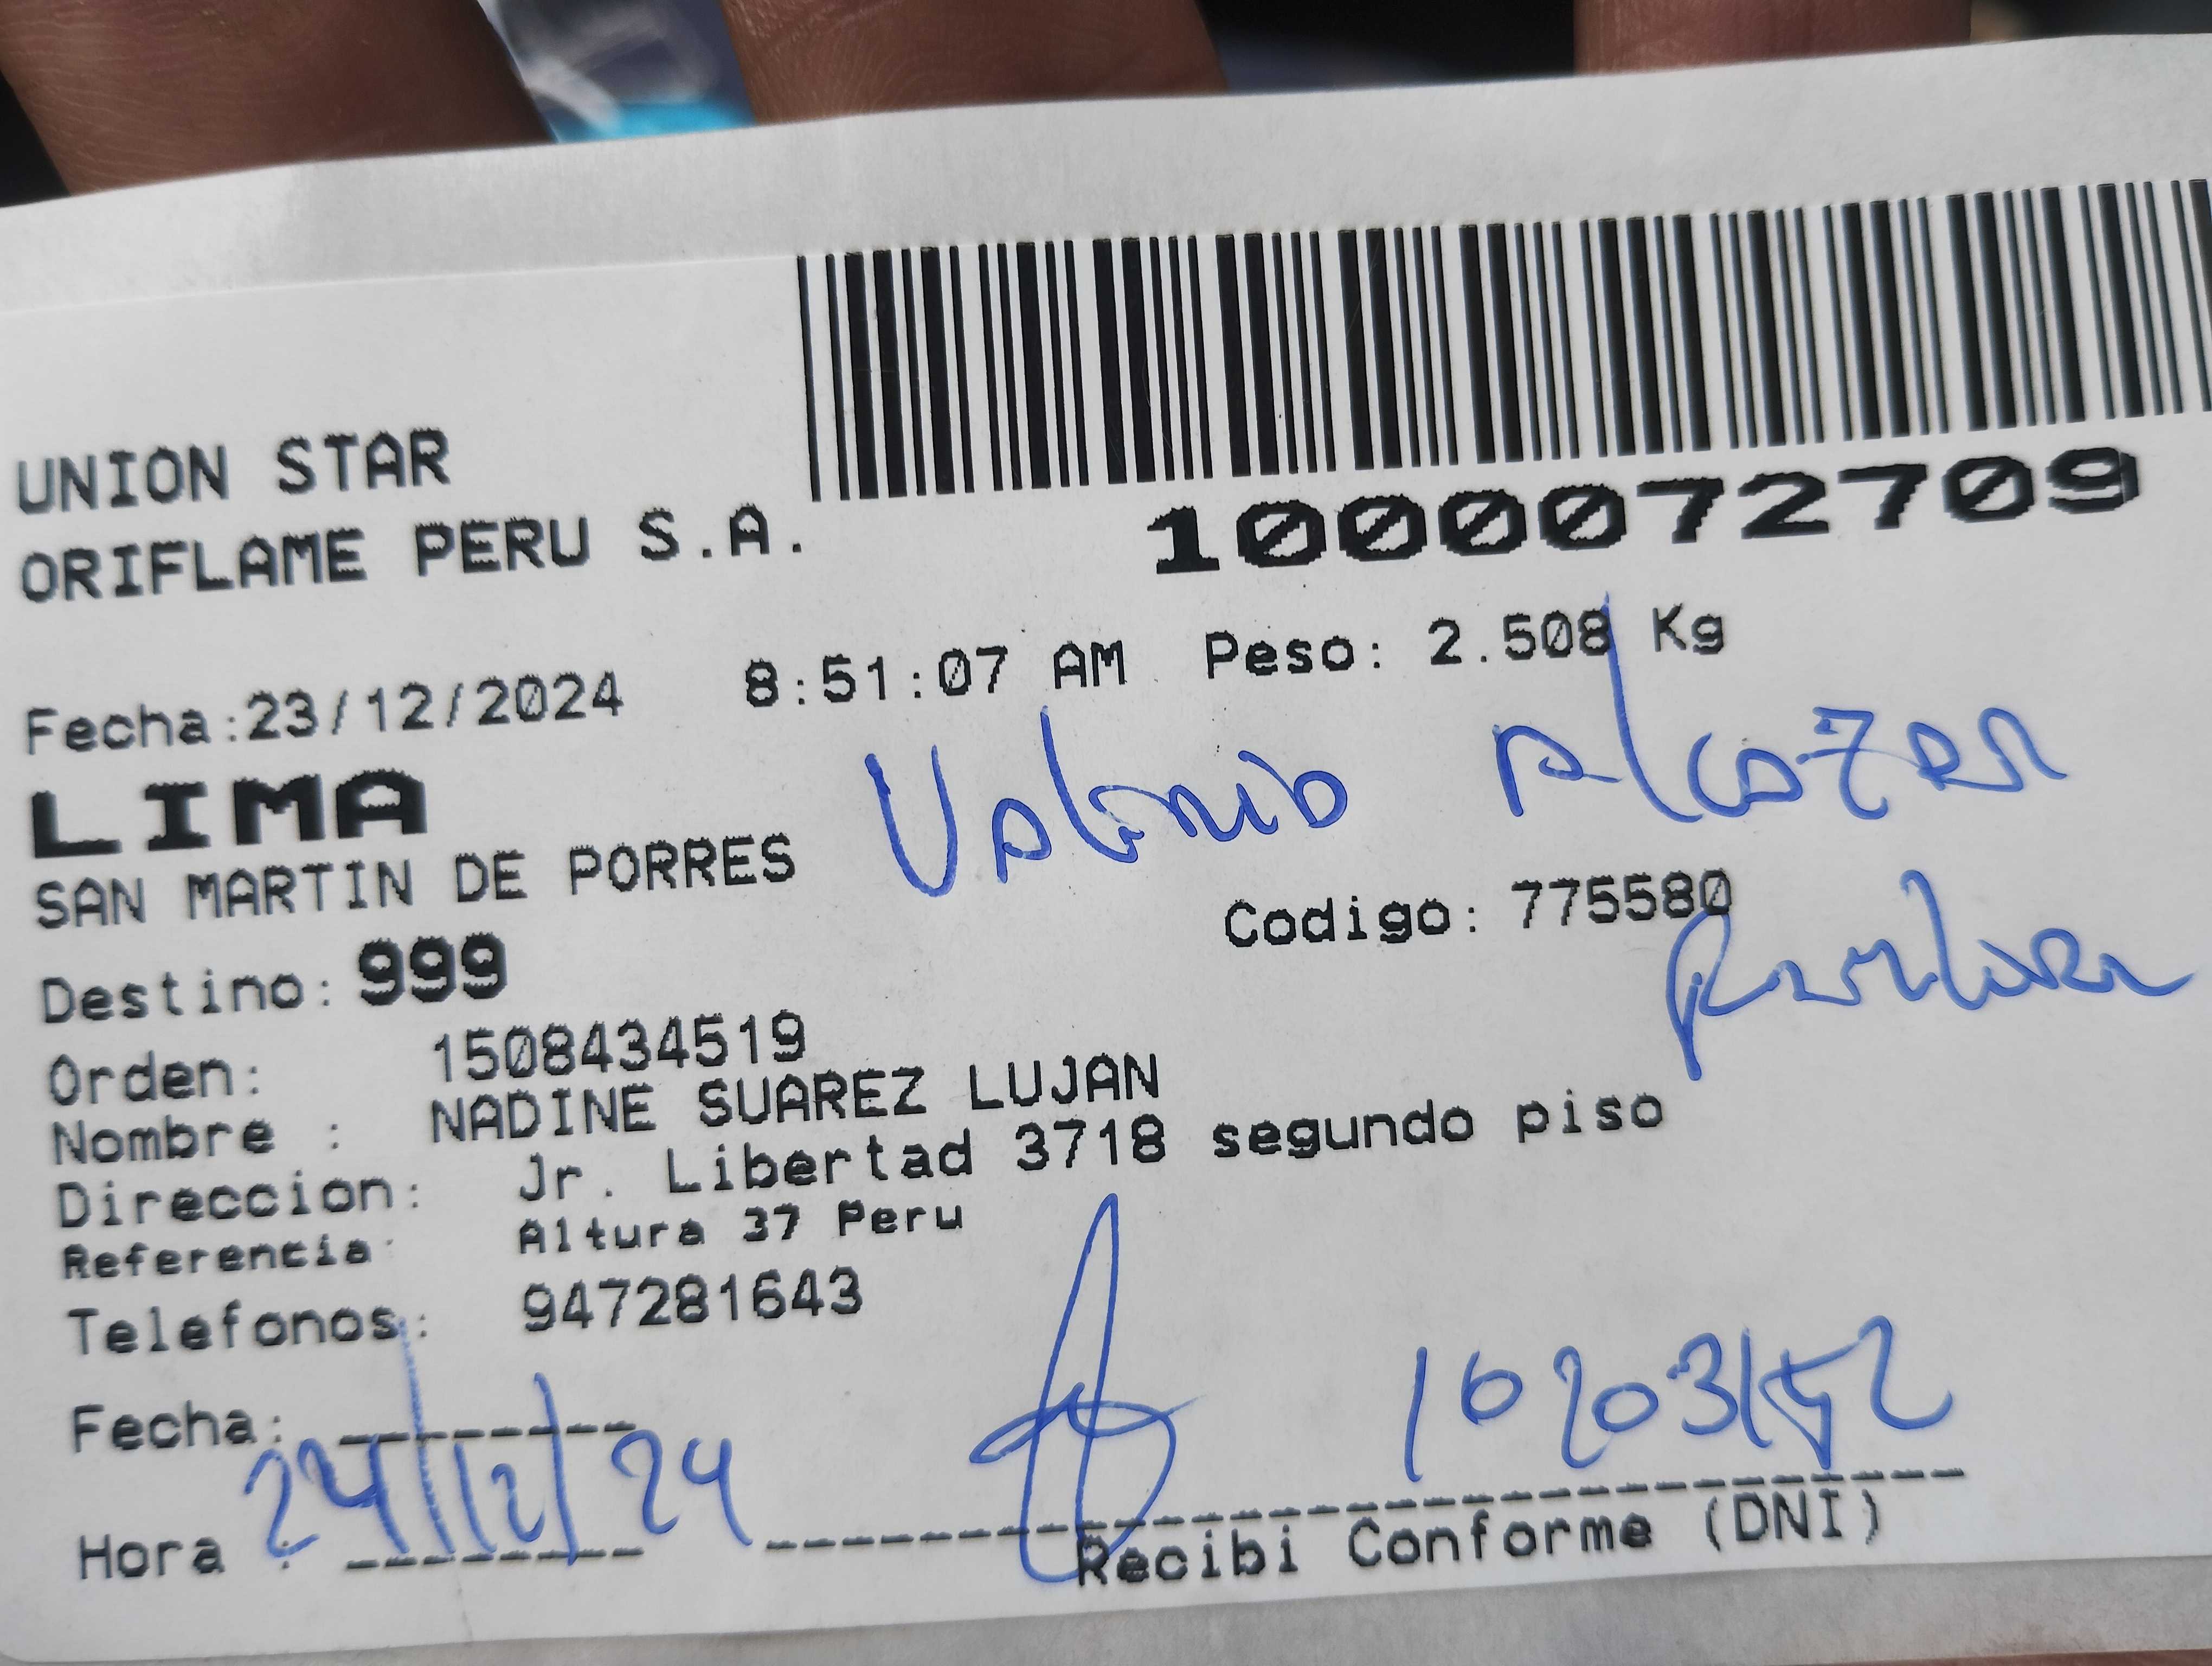 UNION STAR
ORIFLAME PERU S.A.
1000072709
Fecha:23/12/2024 8:51:07 AM Peso: 2.508 Kg
LIMA
Valerio Alcozer
SAN MARTIN DE PORRES
Codigo: 775580
Destino: 999
Orden: 1508434519
Nombre : NADINE SUAREZ LUJAN
Direccion: Jr. Libertad 3718 segundo piso
Referencia: Altura 37 Peru
Telefonos: 947281643
Fecha:
24/12/24
Hora :
Recibi Conforme (DNI)